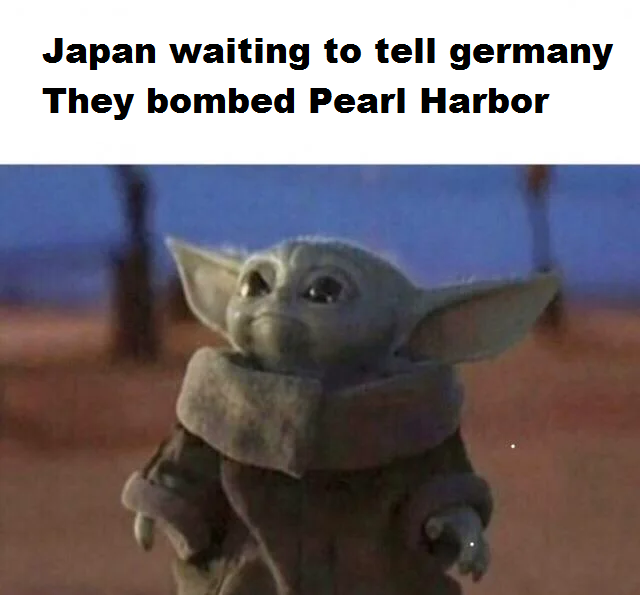 Japan waiting to tell germany
They bombed Pearl Harbor